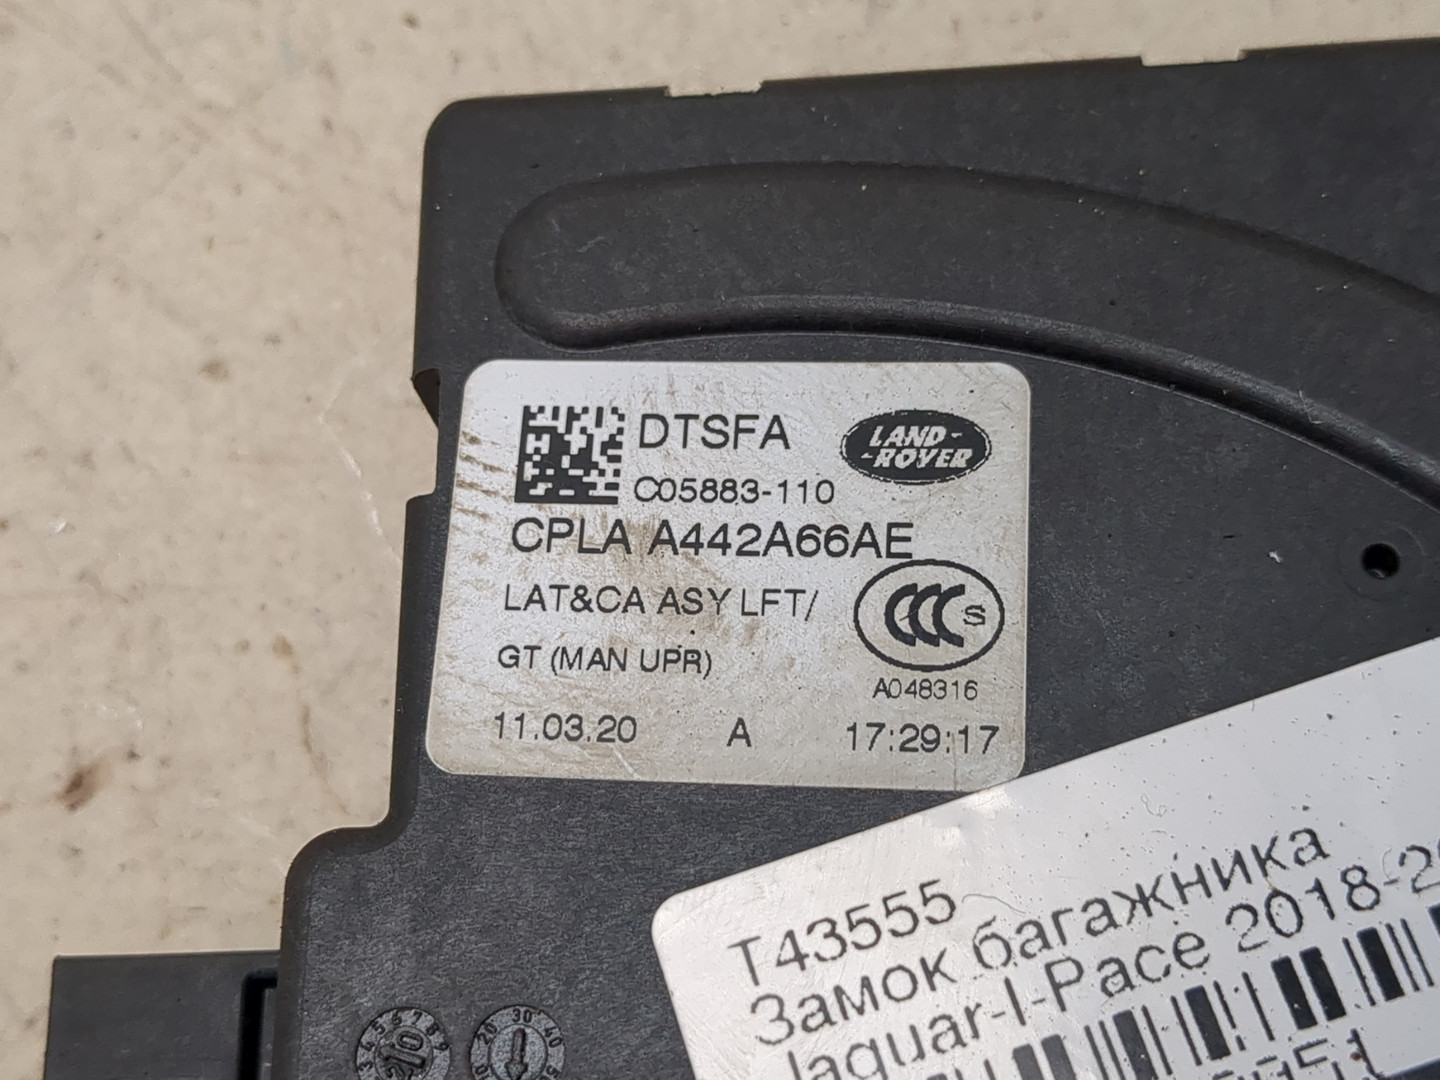 DTSFA
LAND-
-ROVER
C05883-110
CPLA A442A66AE
LAT&CA ASY LFT/
CCC S
GT (MAN UPR)
A048316
11.03.20 A 17:29:17
T43555
Замок багажника
Jaguar-I-Pace 2018-